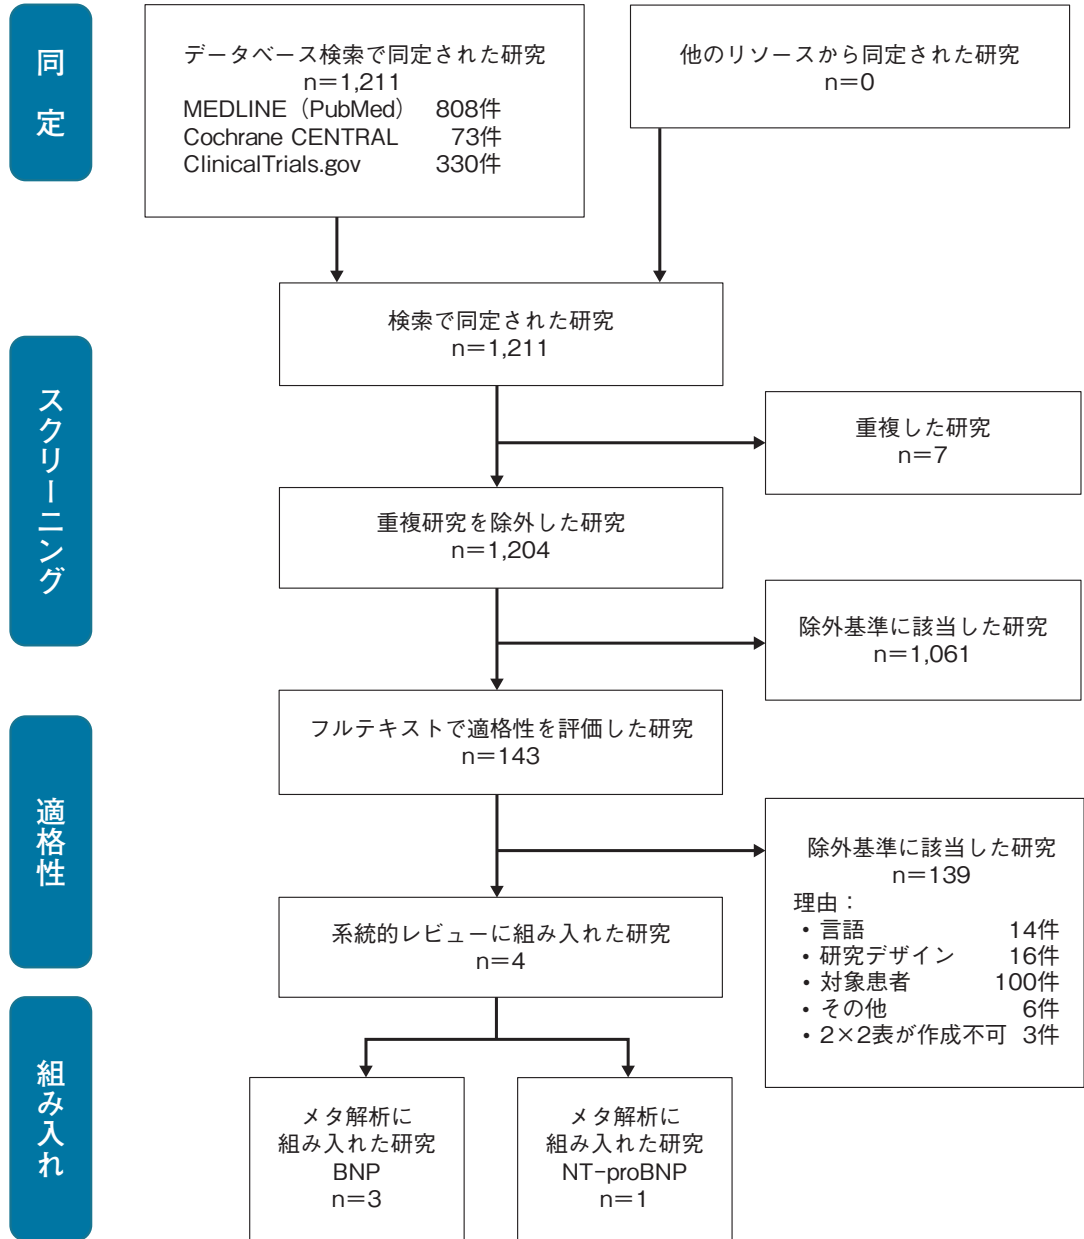 同定
データベース検索で同定された研究
n=1,211
MEDLINE（PubMed） 808件
Cochrane CENTRAL 73件
ClinicalTrials.gov 330件
他のリソースから同定された研究
n=0
スクリーニング
検索で同定された研究
n=1,211
重複した研究
n=7
重複研究を除外した研究
n=1,204
除外基準に該当した研究
n=1,061
適格性
フルテキストで適格性を評価した研究
n=143
除外基準に該当した研究
n=139
理由：
・言語 14件
・研究デザイン 16件
・対象患者 100件
・その他 6件
・2×2表が作成不可 3件
系統的レビューに組み入れた研究
n=4
組み入れ
メタ解析に
組み入れた研究
BNP
n=3
メタ解析に
組み入れた研究
NT-proBNP
n=1